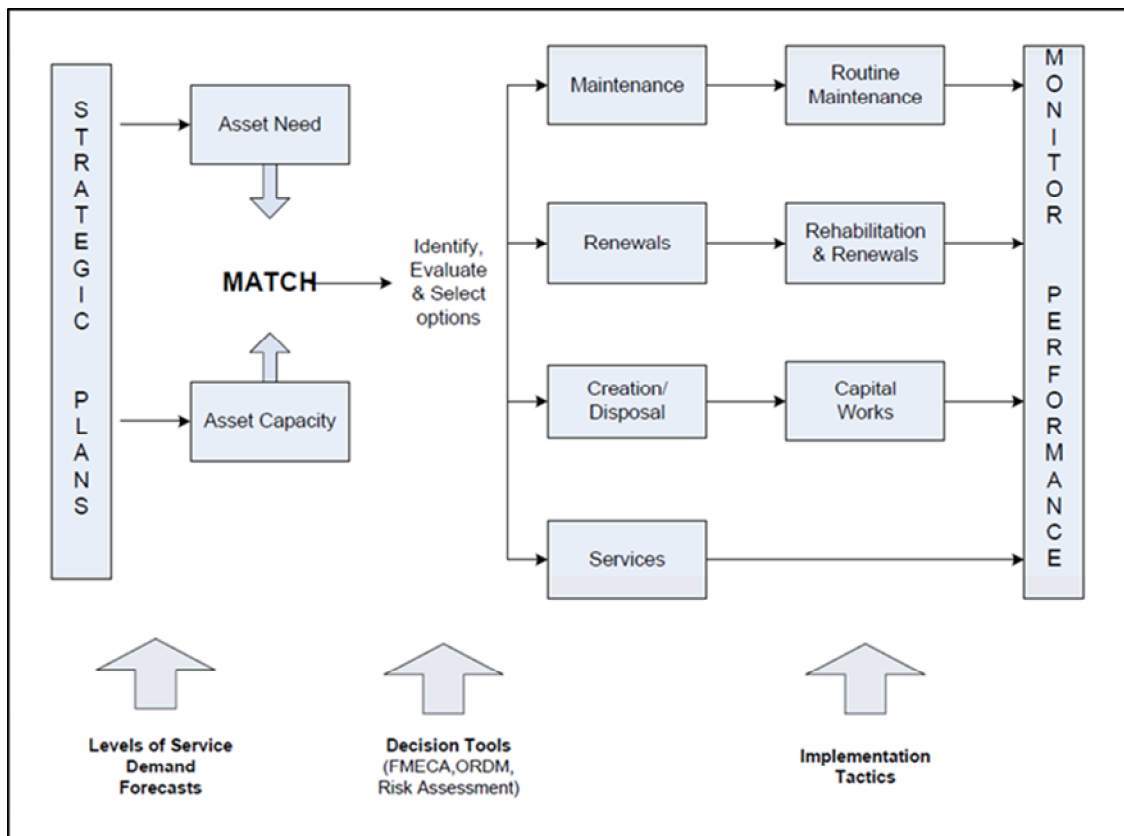 STRATEGIC PLANS
Asset Need
MATCH
Asset Capacity
Identify,
Evaluate
& Select
options
Maintenance
Routine
Maintenance
Renewals
Rehabilitation
& Renewals
Creation/
Disposal
Capital
Works
Services
MONITOR PERFORMANCE
Levels of Service
Demand
Forecasts
Decision Tools
(FMECA,ORDM,
Risk Assessment)
Implementation
Tactics